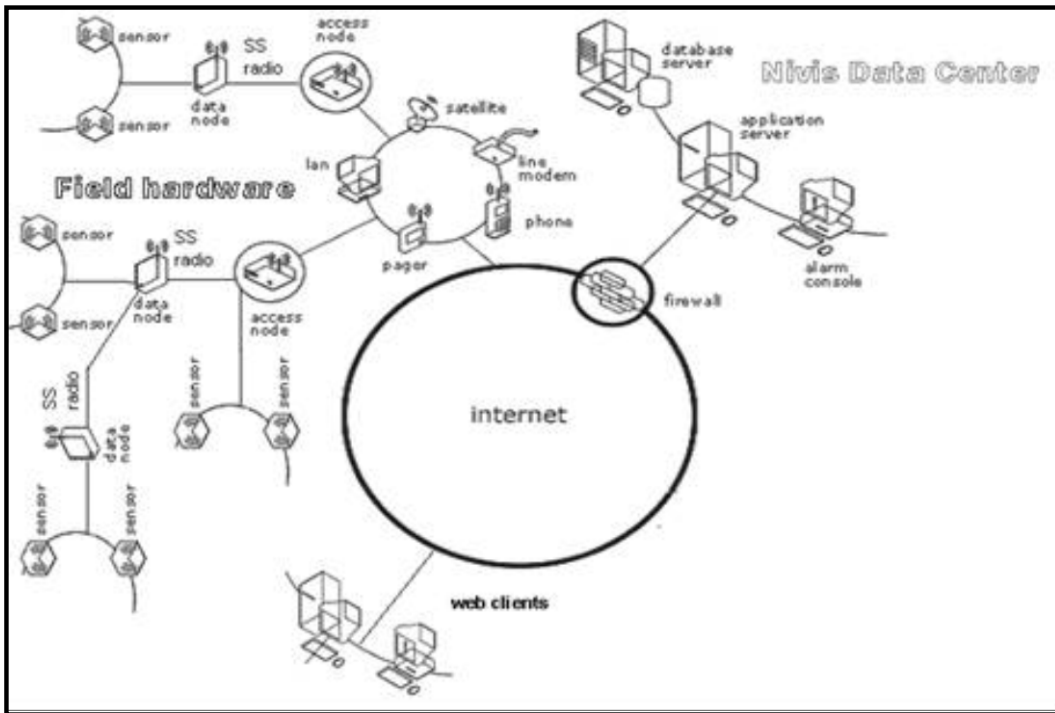 sensor
SS
radio
access
node
data
node
sensor
satellite
lan
line
modem
phone
pager
database
server
Nivis Data Center
application
server
alarm
console
firewall
Field hardware
sensor
SS
radio
data
node
access
node
sensor
SS
radio
data
node
sensor
sensor
sensor
sensor
internet
web clients